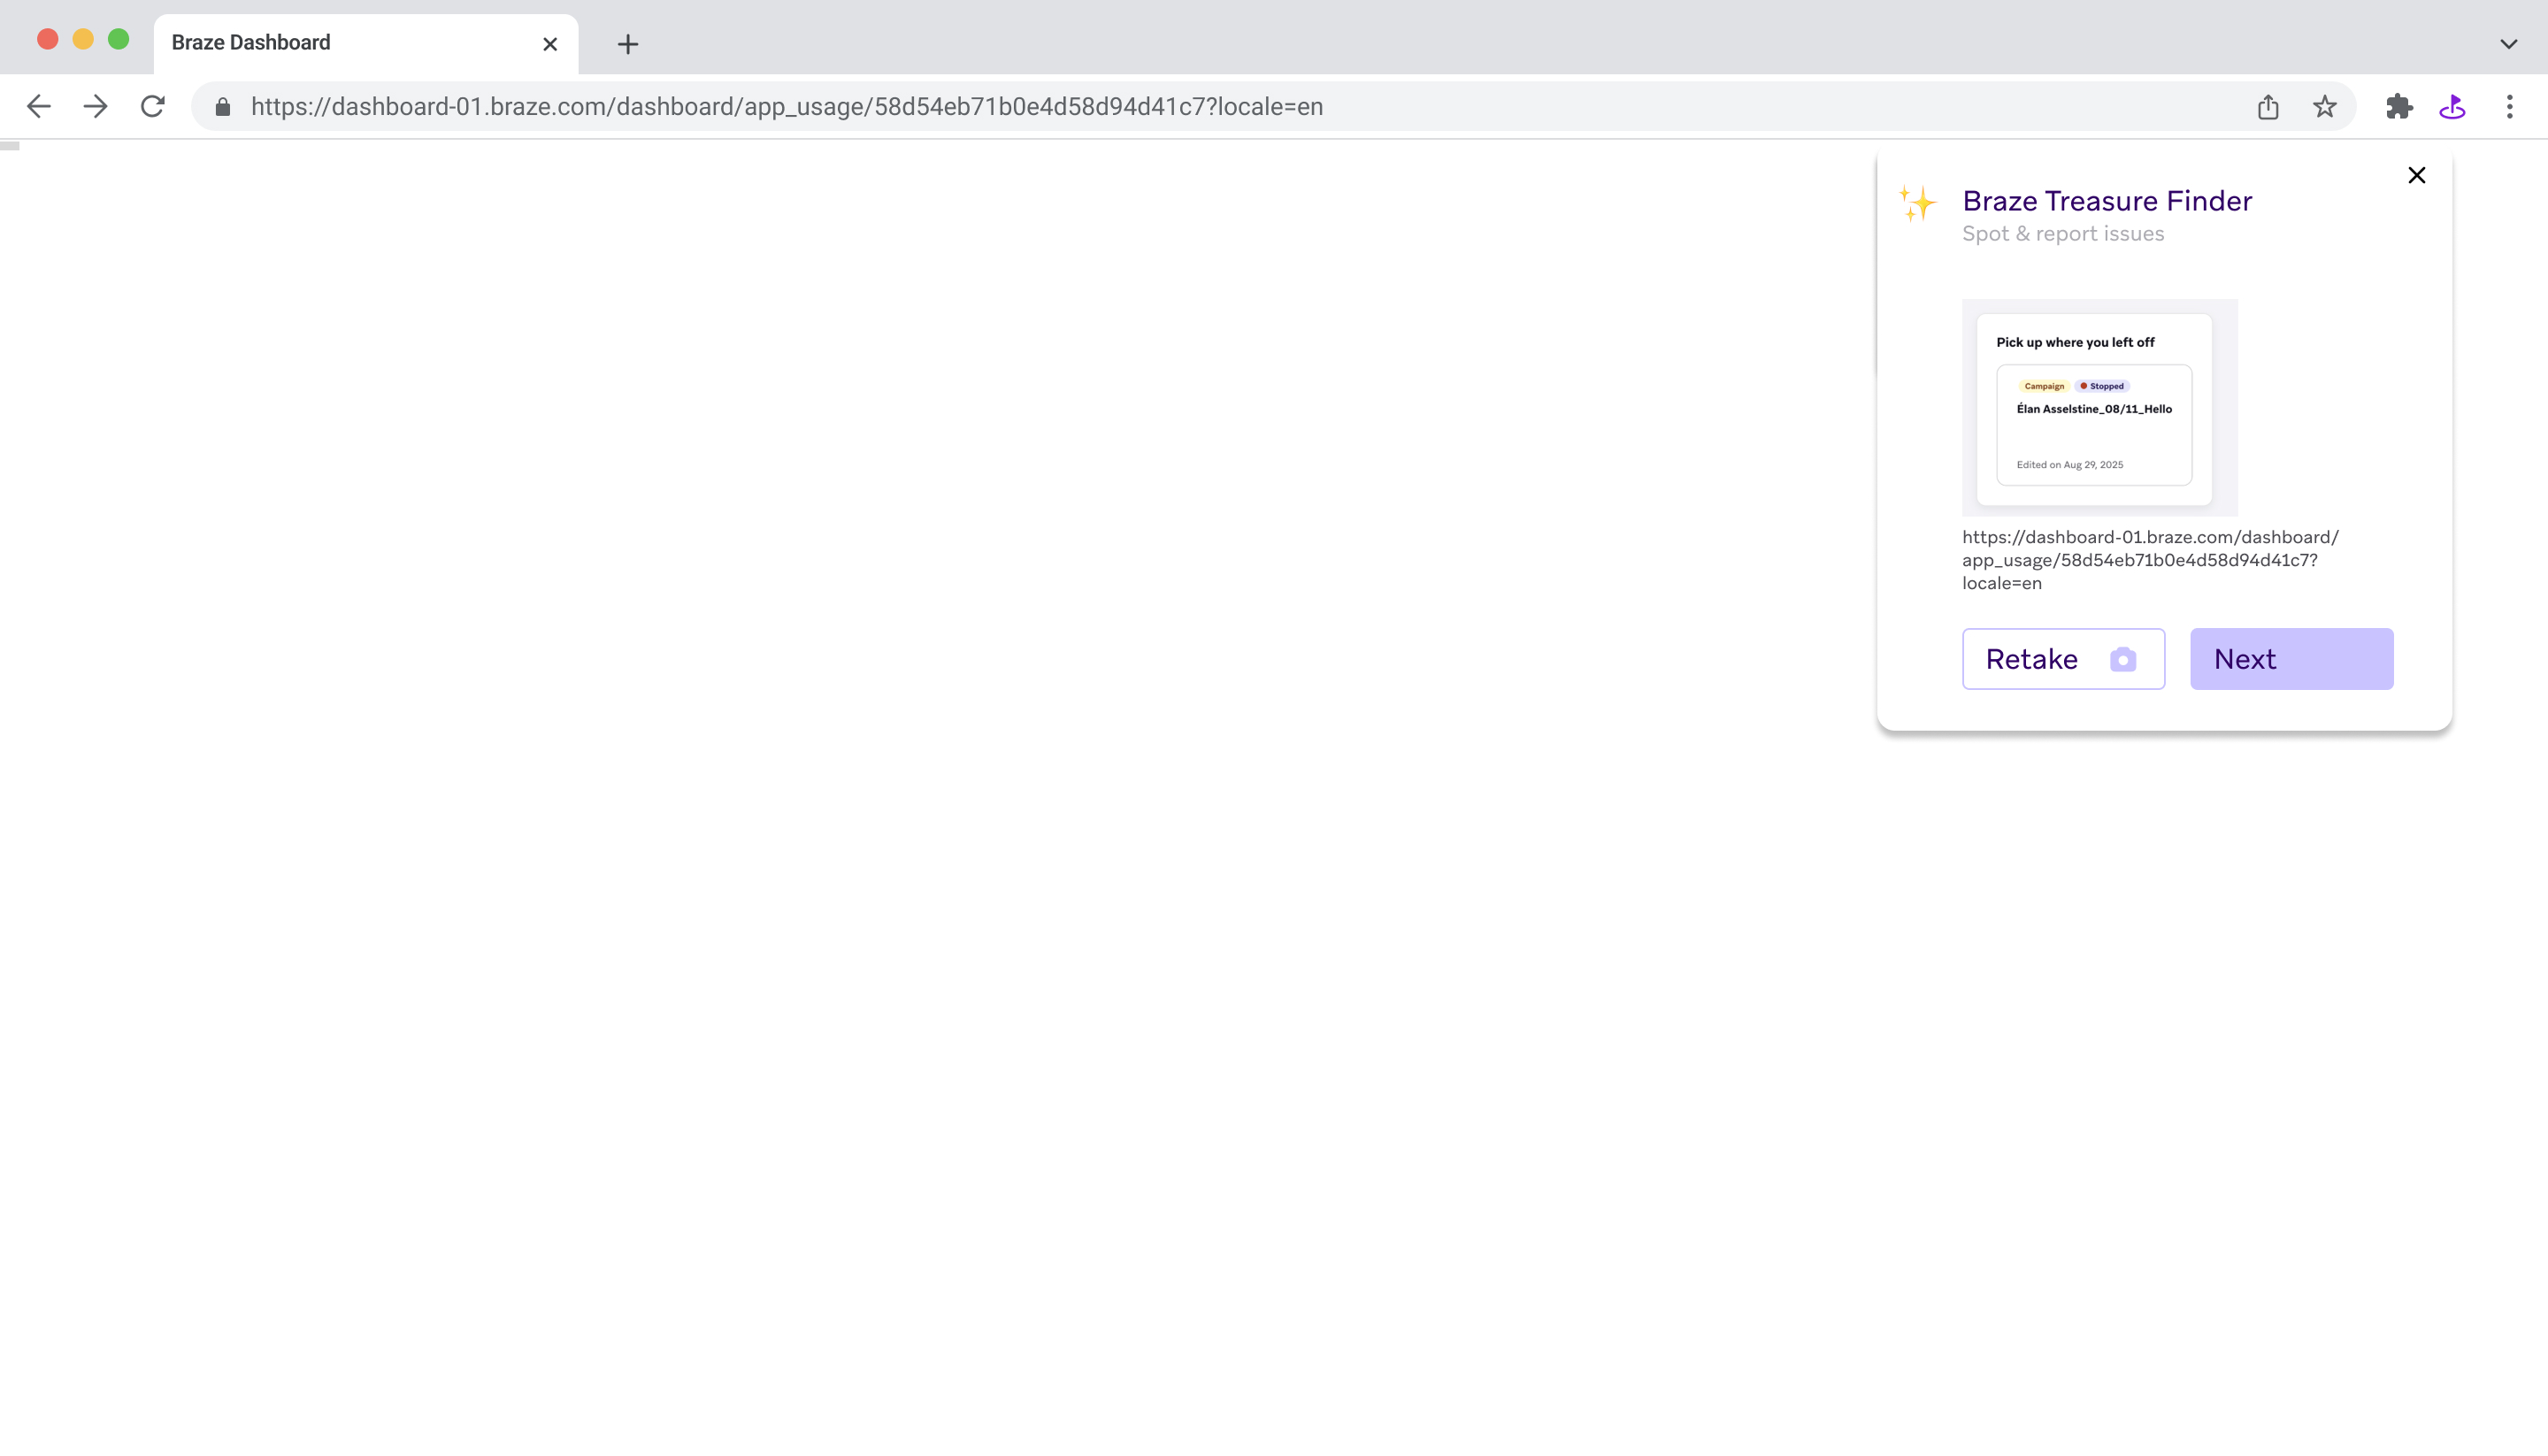 Braze Dashboard
https://dashboard-01.braze.com/dashboard/app_usage/58d54eb71b0e4d58d94d41c7?locale=en
Braze Treasure Finder
Spot & report issues
Pick up where you left off
Campaign Stopped
Élan Asselstine_08/11_Hello
Edited on Aug 29, 2025
https://dashboard-01.braze.com/dashboard/
app_usage/58d54eb71b0e4d58d94d41c7?
locale=en
Retake Next